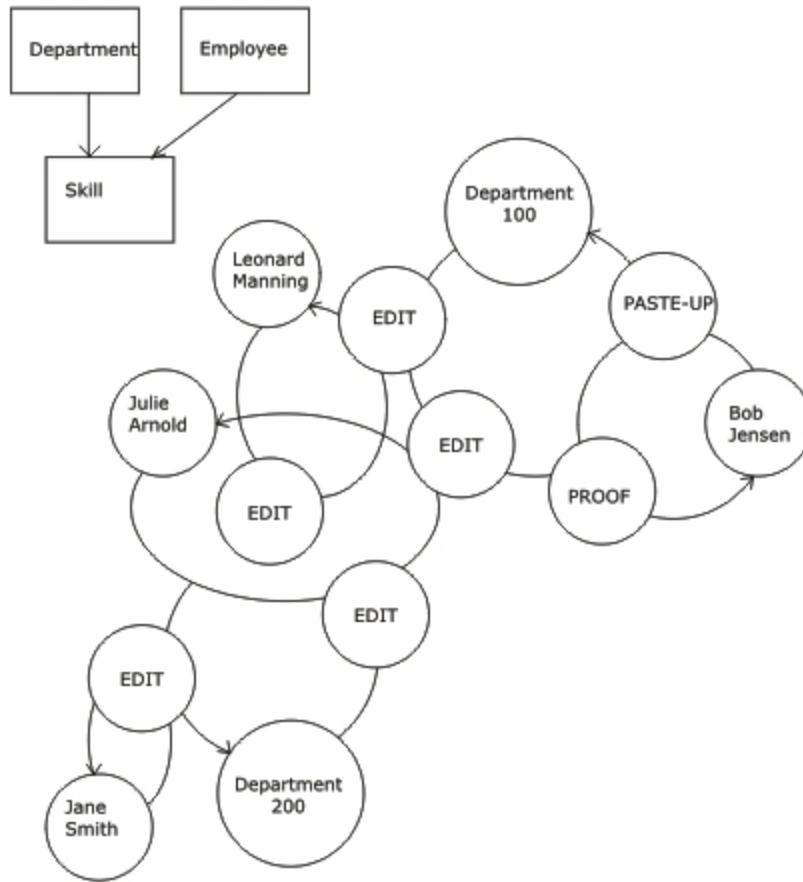 Department
Employee
Skill
Department
100
Leonard
Manning
EDIT
PASTE-UP
Julie
Arnold
EDIT
Bob
Jensen
EDIT
PROOF
EDIT
EDIT
Department
200
Jane
Smith